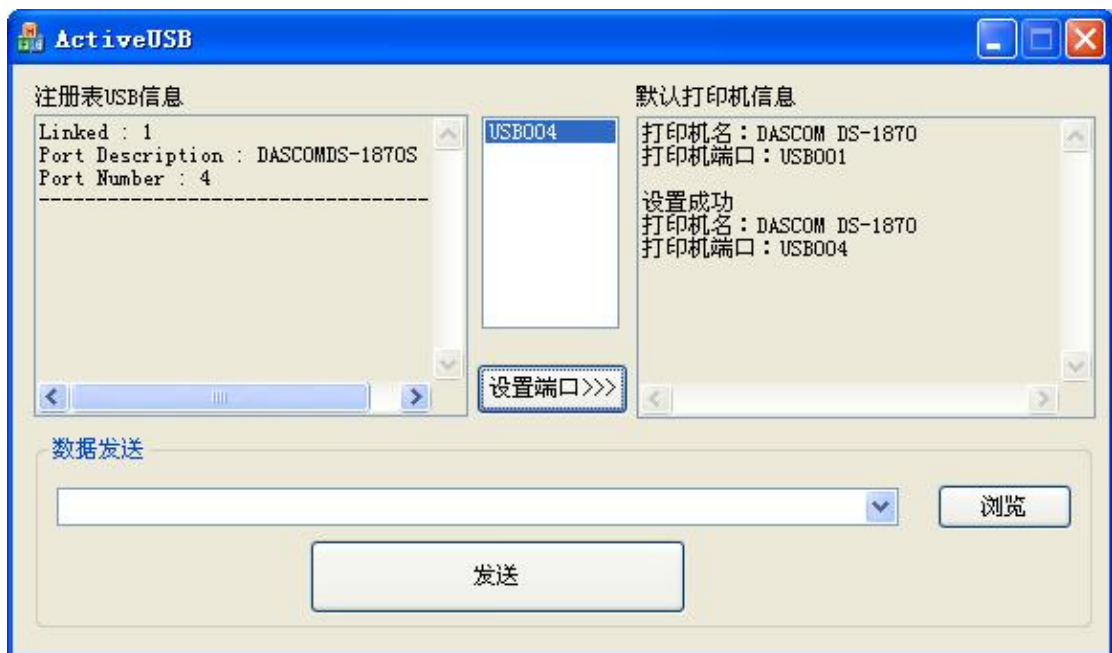 ActiveUSB
注册表USB信息
Linked : 1
Port Description : DASCOMDS-1870S
Port Number : 4
----------------------------------
USB004
设置端口>>>
默认打印机信息
打印机名：DASCOM DS-1870
打印机端口：USB001
设置成功
打印机名：DASCOM DS-1870
打印机端口：USB004
数据发送
浏览
发送